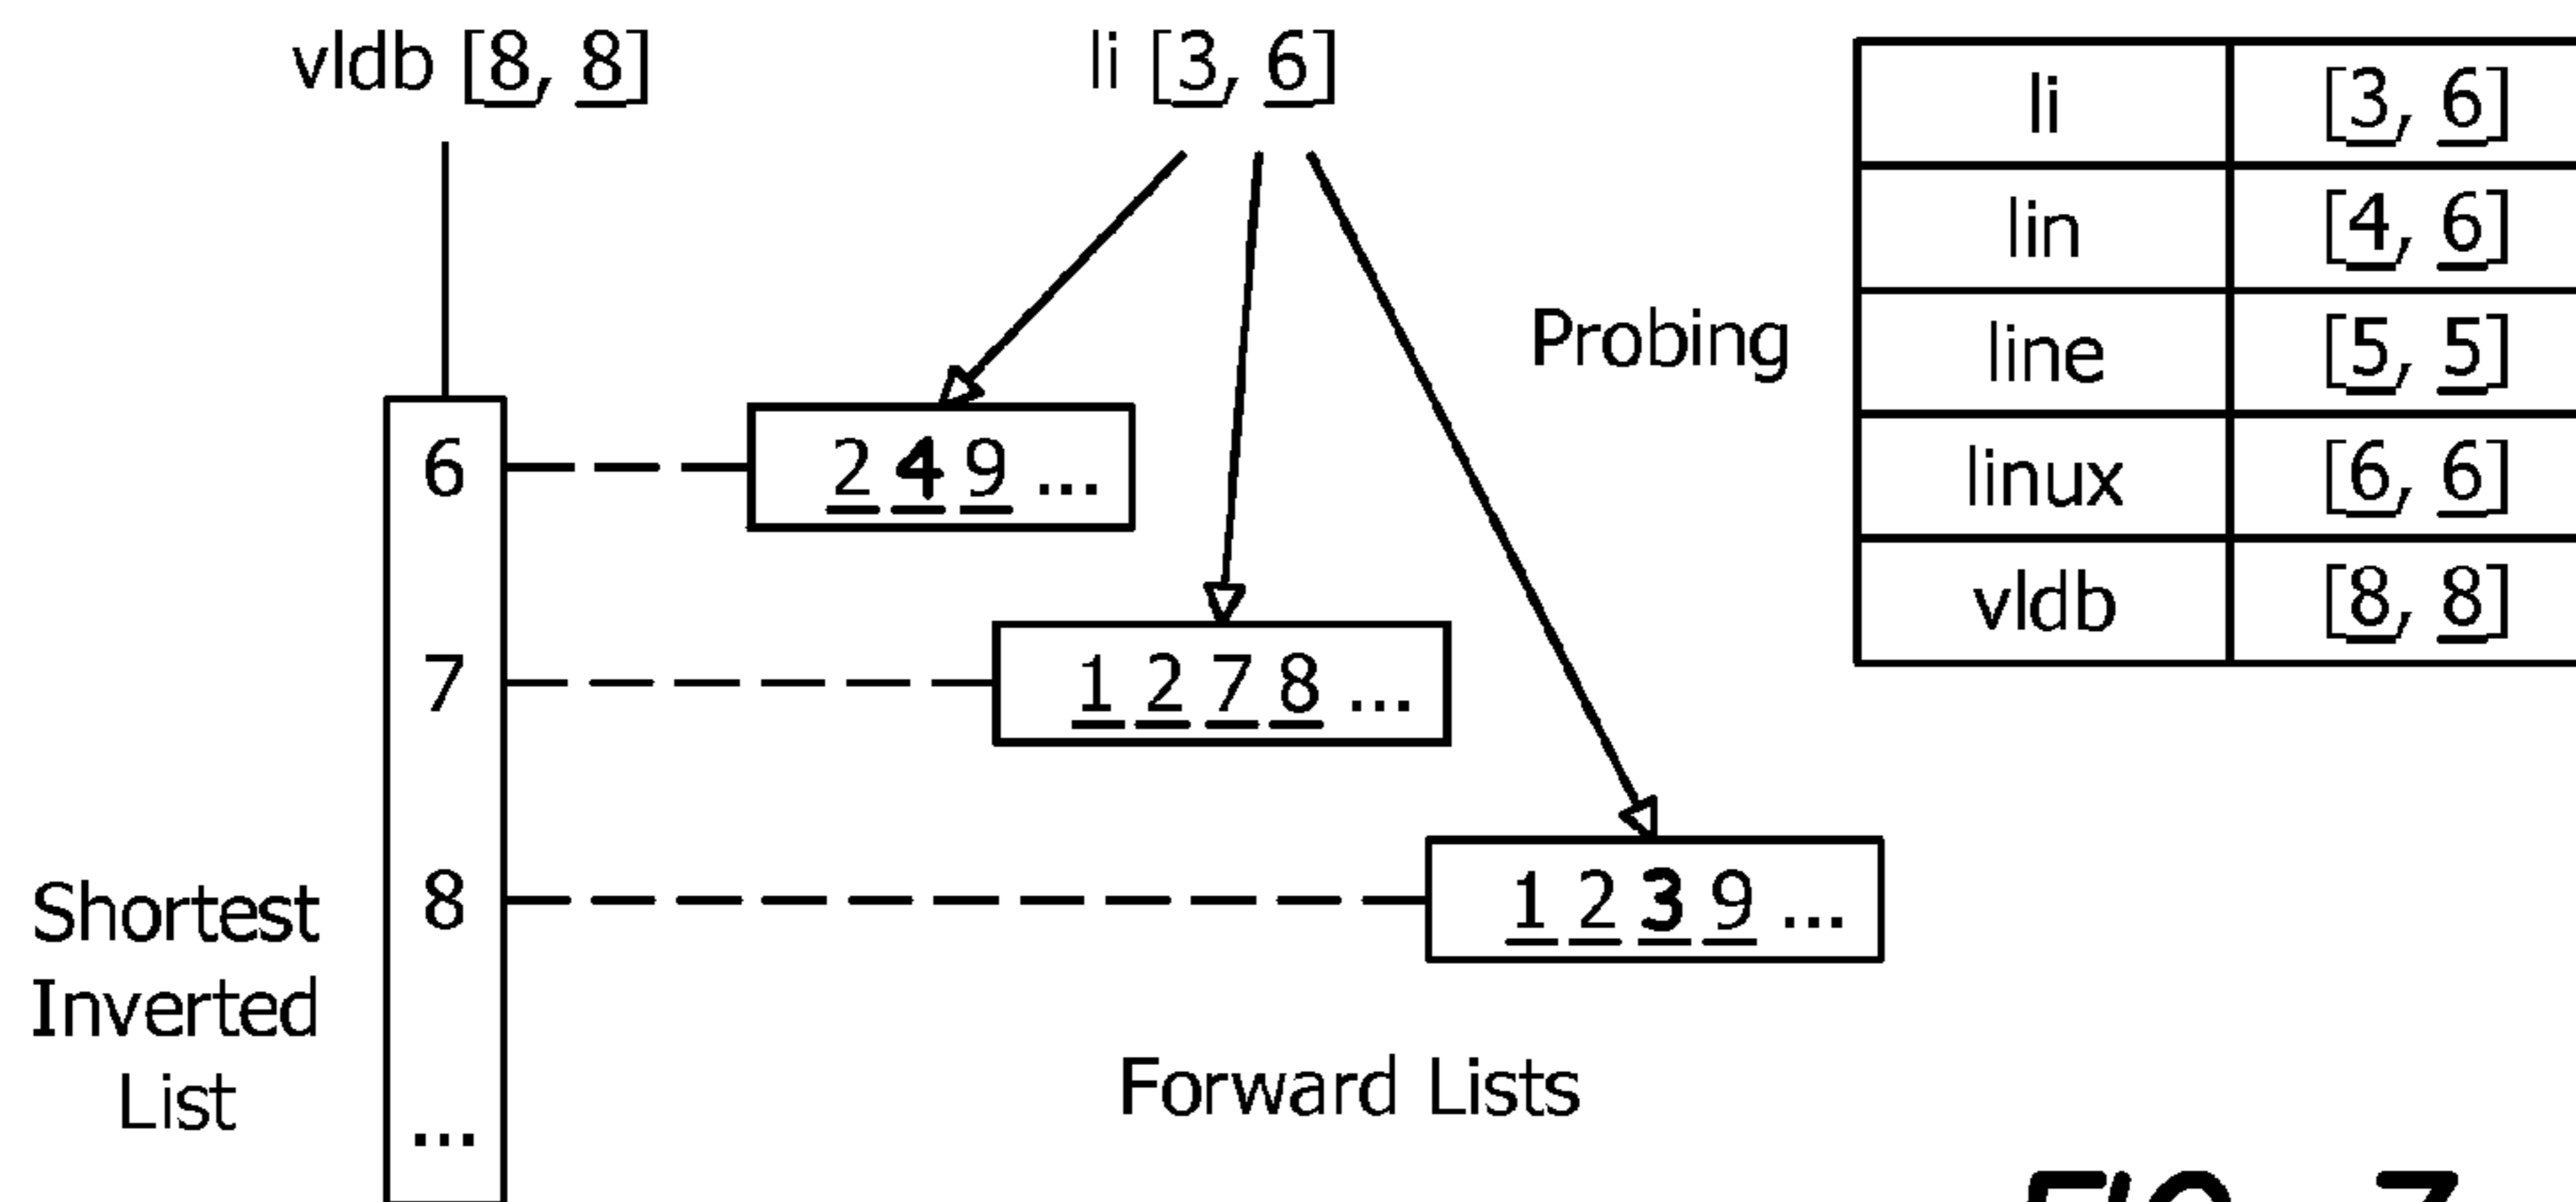 vldb [8, 8]
li [3, 6]
Probing
li [3, 6]
lin [4, 6]
line [5, 5]
linux [6, 6]
vldb [8, 8]
6
2 4 9 ...
7
1 2 7 8 ...
8
1 2 3 9 ...
...
Shortest
Inverted
List
Forward Lists
FIG. 7